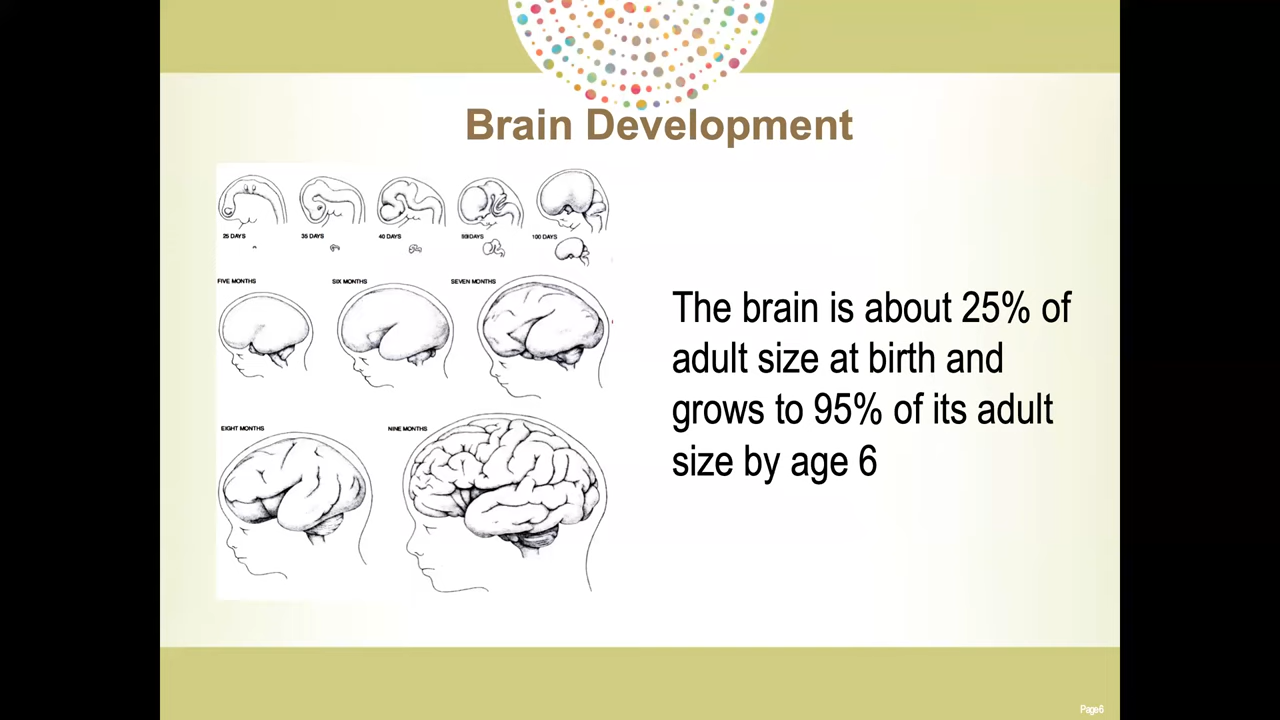 Brain Development
25 DAYS
35 DAYS
40 DAYS
DAYS
100 DAYS
FIVE MONTHS
SIX MONTHS
SEVEN MONTHS
EIGHT MONTHS
NINE MONTHS
The brain is about 25% of
adult size at birth and
grows to 95% of its adult
size by age 6
Page 6